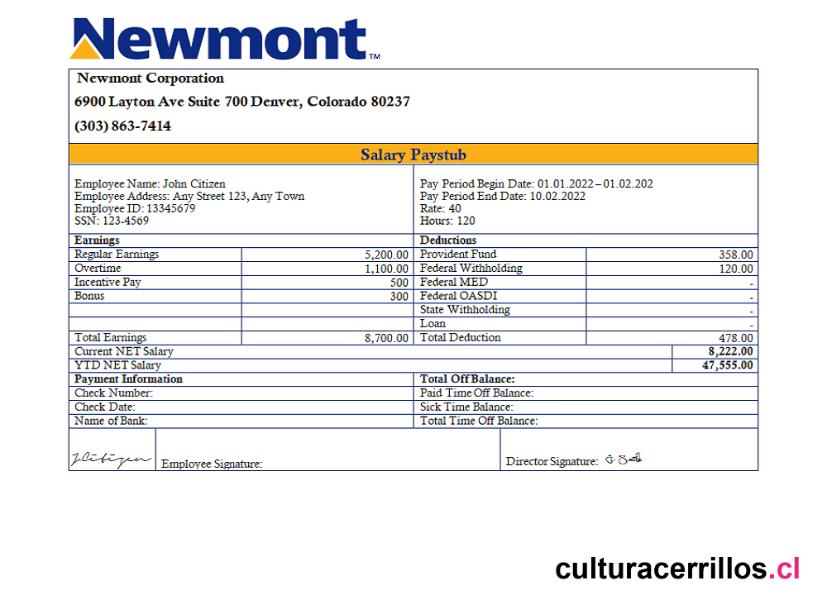 Newmont™
Newmont Corporation
6900 Layton Ave Suite 700 Denver, Colorado 80237
(303) 863-7414
Salary Paystub
Employee Name: John Citizen
Employee Address: Any Street 123, Any Town
Employee ID: 13345679
SSN: 123-4569
Pay Period Begin Date: 01.01.2022 – 01.02.202
Pay Period End Date: 10.02.2022
Rate: 40
Hours: 120
Earnings Deductions
Regular Earnings 5,200.00 Provident Fund 358.00
Overtime 1,100.00 Federal Withholding 120.00
Incentive Pay 500 Federal MED -
Bonus 300 Federal OASDI -
State Withholding -
Loan -
Total Earnings 8,700.00 Total Deduction 478.00
Current NET Salary 8,222.00
YTD NET Salary 47,555.00
Payment Information Total Off Balance:
Check Number: Paid Time Off Balance:
Check Date: Sick Time Balance:
Name of Bank: Total Time Off Balance:
JCitizen Employee Signature: Director Signature:
culturacerrillos.cl